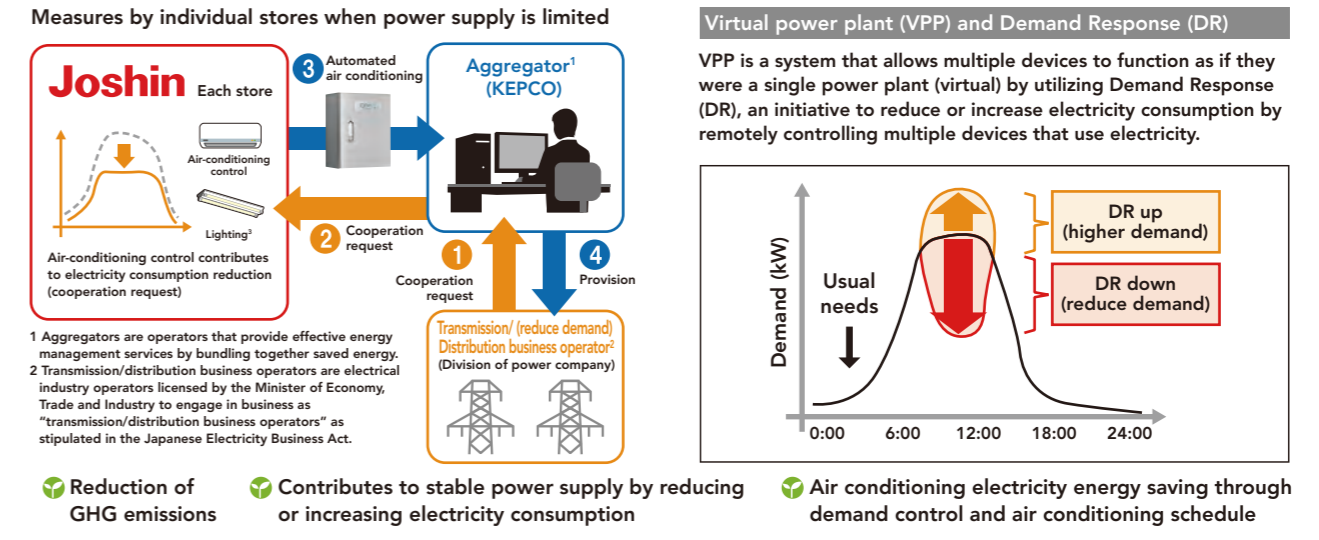 Measures by individual stores when power supply is limited
Joshin Each store
Air-conditioning
control
Lighting3
Air-conditioning control contributes
to electricity consumption reduction
(cooperation request)
3 Automated
air conditioning
2 Cooperation
request
Aggregator1
(KEPCO)
1
Cooperation
request
4
Provision
Transmission/ (reduce demand)
Distribution business operator2
(Division of power company)
1 Aggregators are operators that provide effective energy
management services by bundling together saved energy.
2 Transmission/distribution business operators are electrical
industry operators licensed by the Minister of Economy,
Trade and Industry to engage in business as
“transmission/distribution business operators” as
stipulated in the Japanese Electricity Business Act.
Virtual power plant (VPP) and Demand Response (DR)
VPP is a system that allows multiple devices to function as if they
were a single power plant (virtual) by utilizing Demand Response
(DR), an initiative to reduce or increase electricity consumption by
remotely controlling multiple devices that use electricity.
Demand (kW)
Usual
needs
DR up
(higher demand)
DR down
(reduce demand)
0:00 6:00 12:00 18:00 24:00
Reduction of
GHG emissions
Contributes to stable power supply by reducing
or increasing electricity consumption
Air conditioning electricity energy saving through
demand control and air conditioning schedule